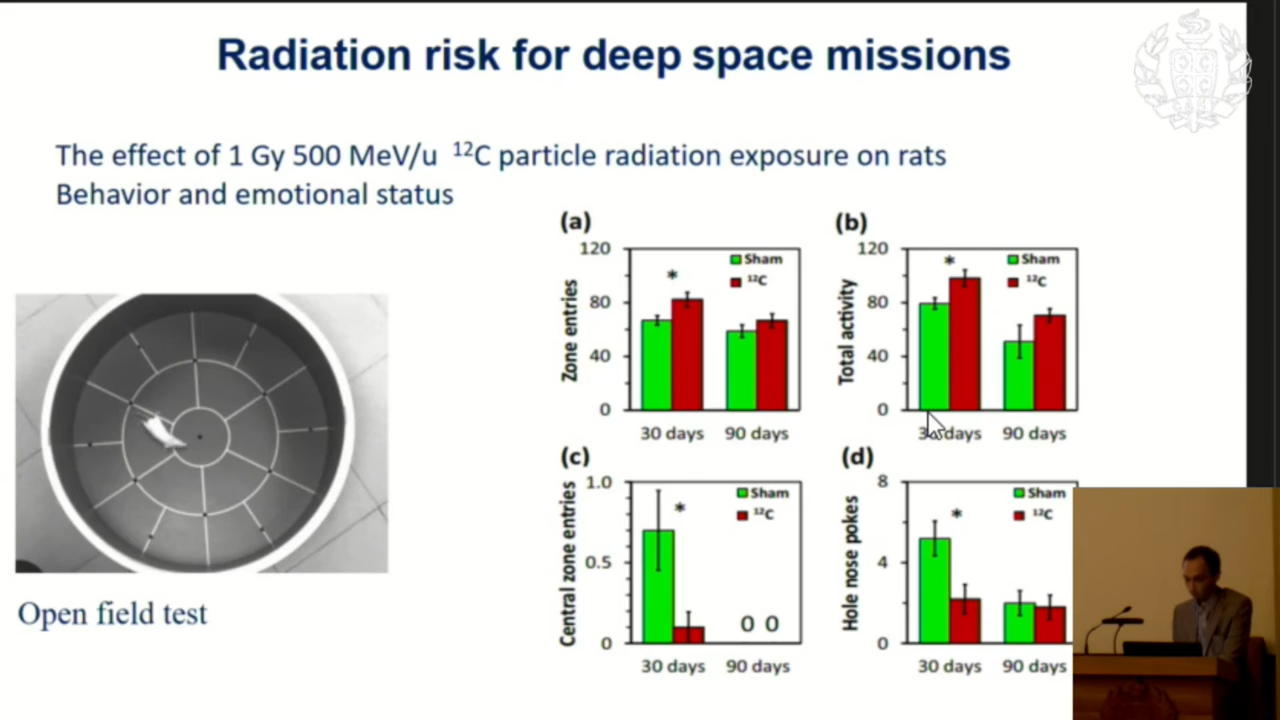 Radiation risk for deep space missions
The effect of 1 Gy 500 MeV/u ¹²C particle radiation exposure on rats
Behavior and emotional status
(a)
120
80
40
0
Zone entries
Sham
¹²C
*
30 days
90 days
(b)
120
80
40
0
Total activity
Sham
¹²C
*
30 days
90 days
(c)
1.0
0.5
0
Central zone entries
Sham
¹²C
*
0 0
30 days
90 days
(d)
8
4
0
Hole nose pokes
Sham
¹²C
*
30 days
90 days
Open field test